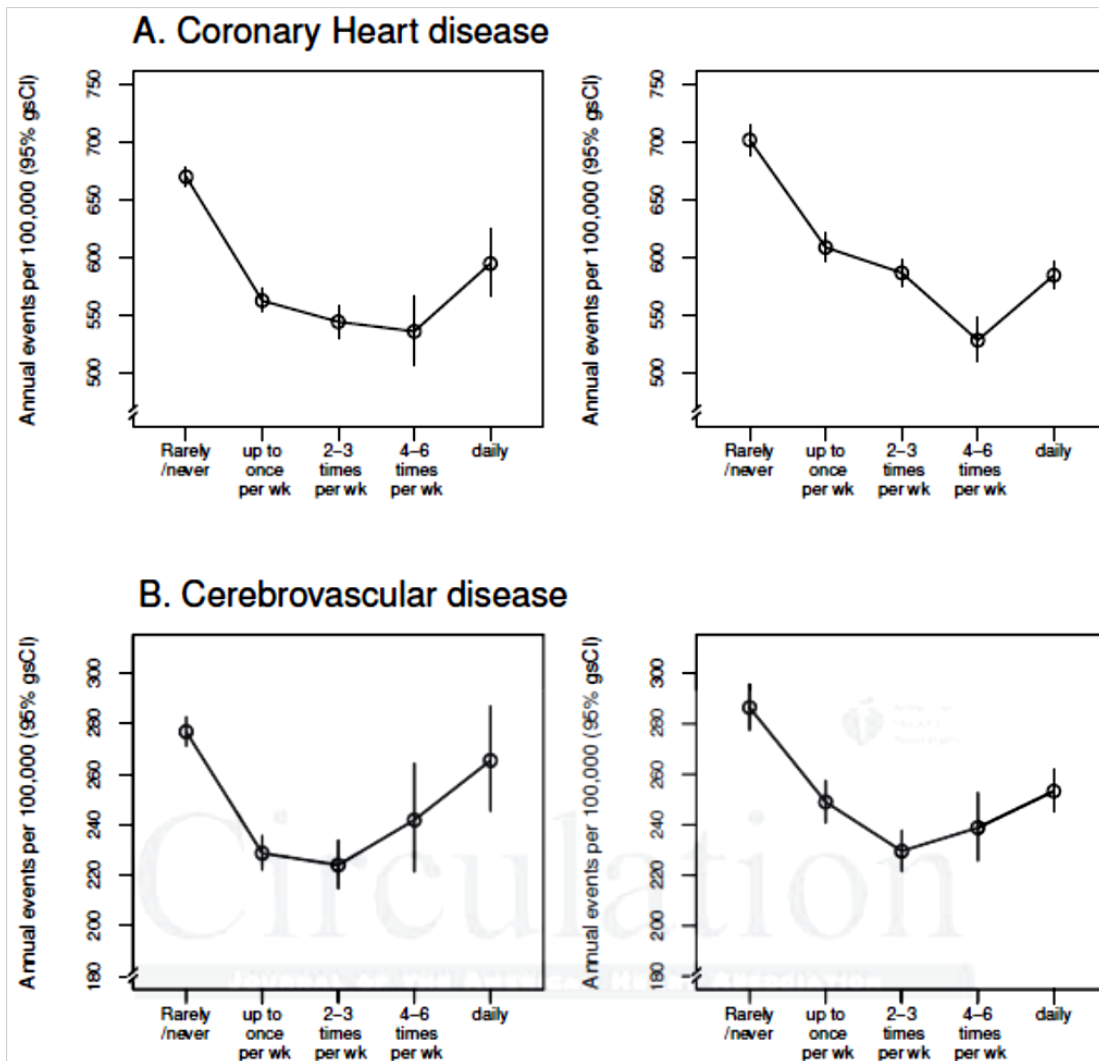 A. Coronary Heart disease
Annual events per 100,000 (95% gsCI)
750
700
650
600
550
500
Rarely
/never
up to
once
per wk
2–3
times
per wk
4–6
times
per wk
daily
Annual events per 100,000 (95% gsCI)
750
700
650
600
550
500
Rarely
/never
up to
once
per wk
2–3
times
per wk
4–6
times
per wk
daily
B. Cerebrovascular disease
Annual events per 100,000 (95% gsCI)
300
280
260
240
220
200
180
Rarely
/never
up to
once
per wk
2–3
times
per wk
4–6
times
per wk
daily
Annual events per 100,000 (95% gsCI)
300
280
260
240
220
200
180
Rarely
/never
up to
once
per wk
2–3
times
per wk
4–6
times
per wk
daily
Circulation
JOURNAL OF THE AMERICAN HEART ASSOCIATION